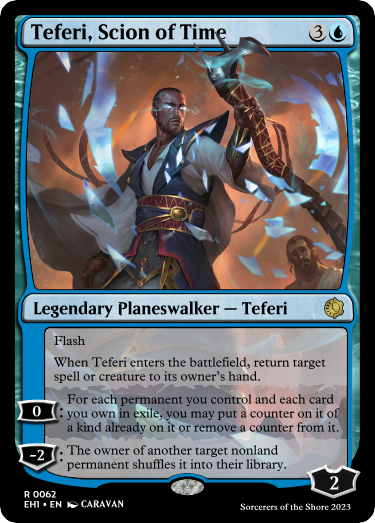 Teferi, Scion of Time 3
Legendary Planeswalker — Teferi
Flash
When Teferi enters the battlefield, return target
spell or creature to its owner's hand.
0: For each permanent you control and each card
you own in exile, you may put a counter on it of
a kind already on it or remove a counter from it.
-2: The owner of another target nonland
permanent shuffles it into their library.
2
R 0062
EH1 • EN CARAVAN
Sorcerers of the Shore 2023